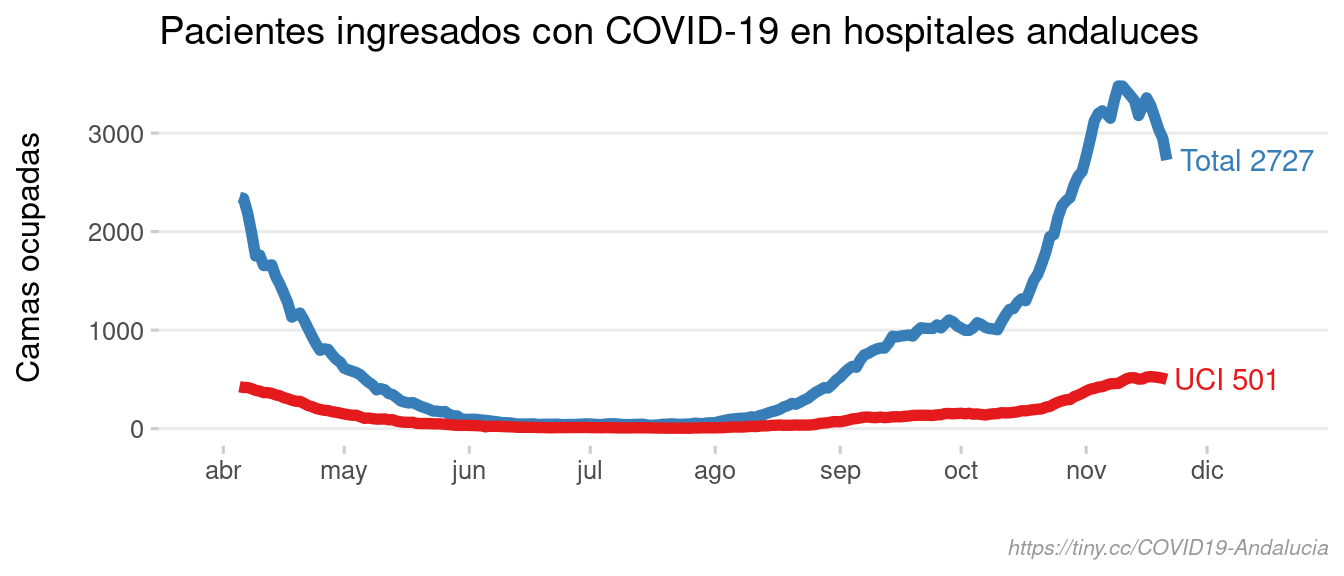 Pacientes ingresados con COVID-19 en hospitales andaluces
Camas ocupadas
3000
2000
1000
0
Total 2727
UCI 501
abr may jun jul ago sep oct nov dic
https://tiny.cc/COVID19-Andalucia